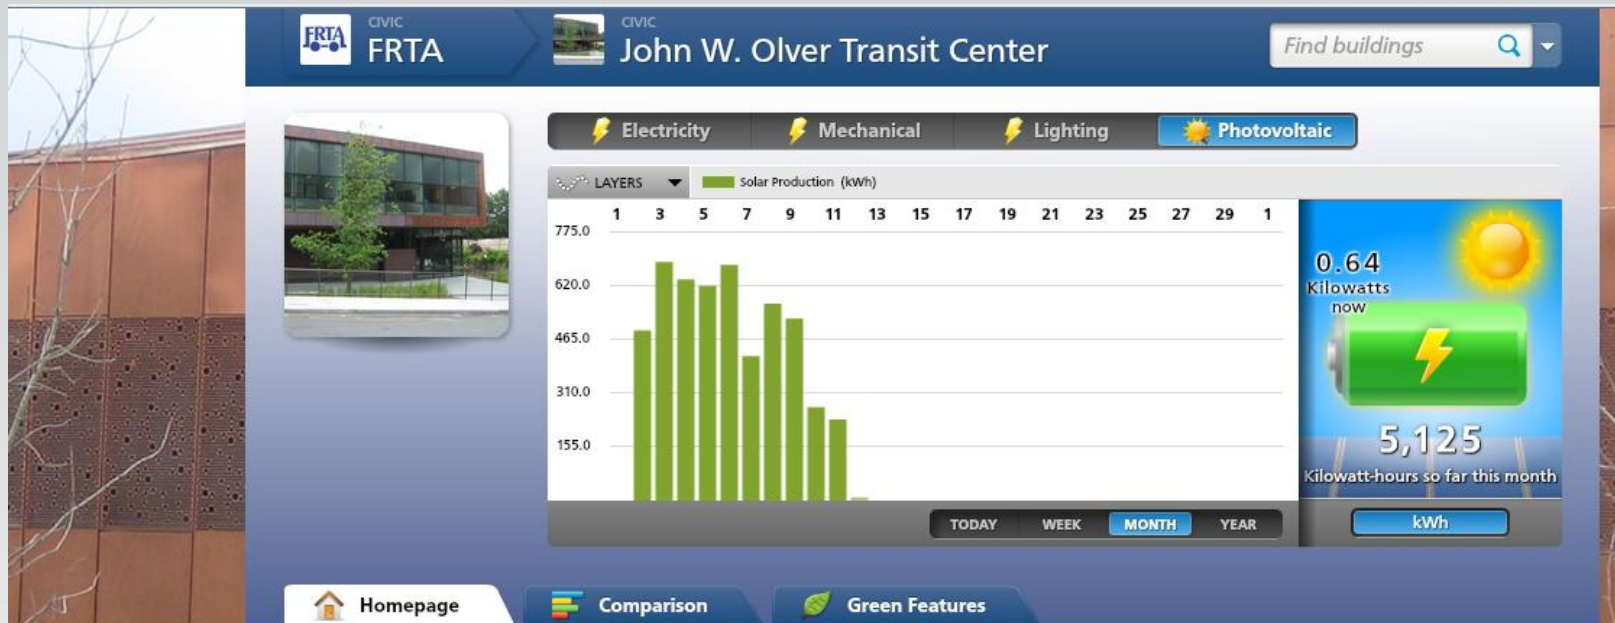 CIVIC
FRTA
FRTA
CIVIC
John W. Olver Transit Center
Find buildings
Electricity
Mechanical
Lighting
Photovoltaic
LAYERS
Solar Production (kWh)
1 3 5 7 9 11 13 15 17 19 21 23 25 27 29 1
775.0
620.0
465.0
310.0
155.0
0.64
Kilowatts
now
5,125
Kilowatt-hours so far this month
TODAY
WEEK
MONTH
YEAR
kWh
Homepage
Comparison
Green Features